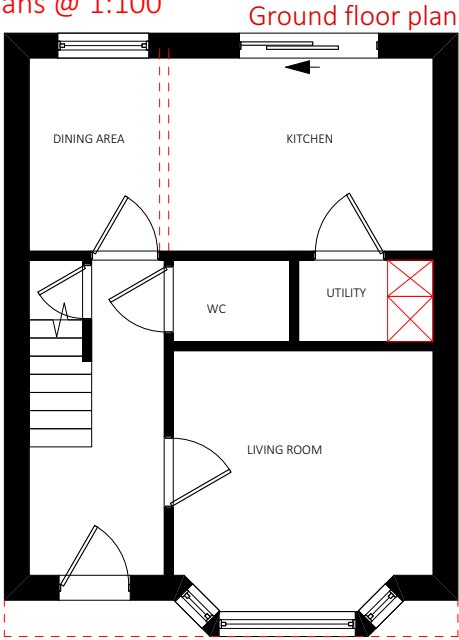 ans @ 1:100
Ground floor plan
DINING AREA
KITCHEN
WC
UTILITY
LIVING ROOM